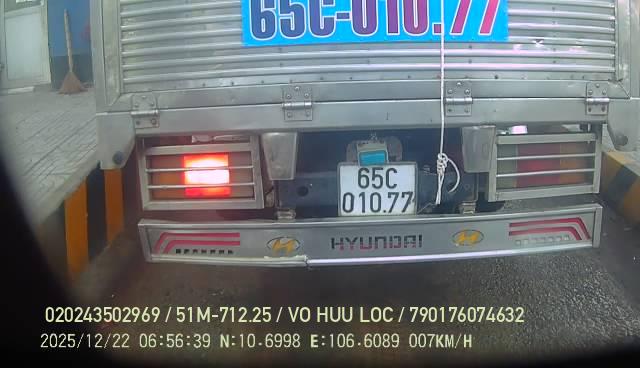 65C-010.77
65C
010.77
HYUNDAI
020243502969 / 51M-712.25 / VO HUU LOC / 790176074632
2025/12/22 06:56:39 N:10.6998 E:106.6089 007KM/H